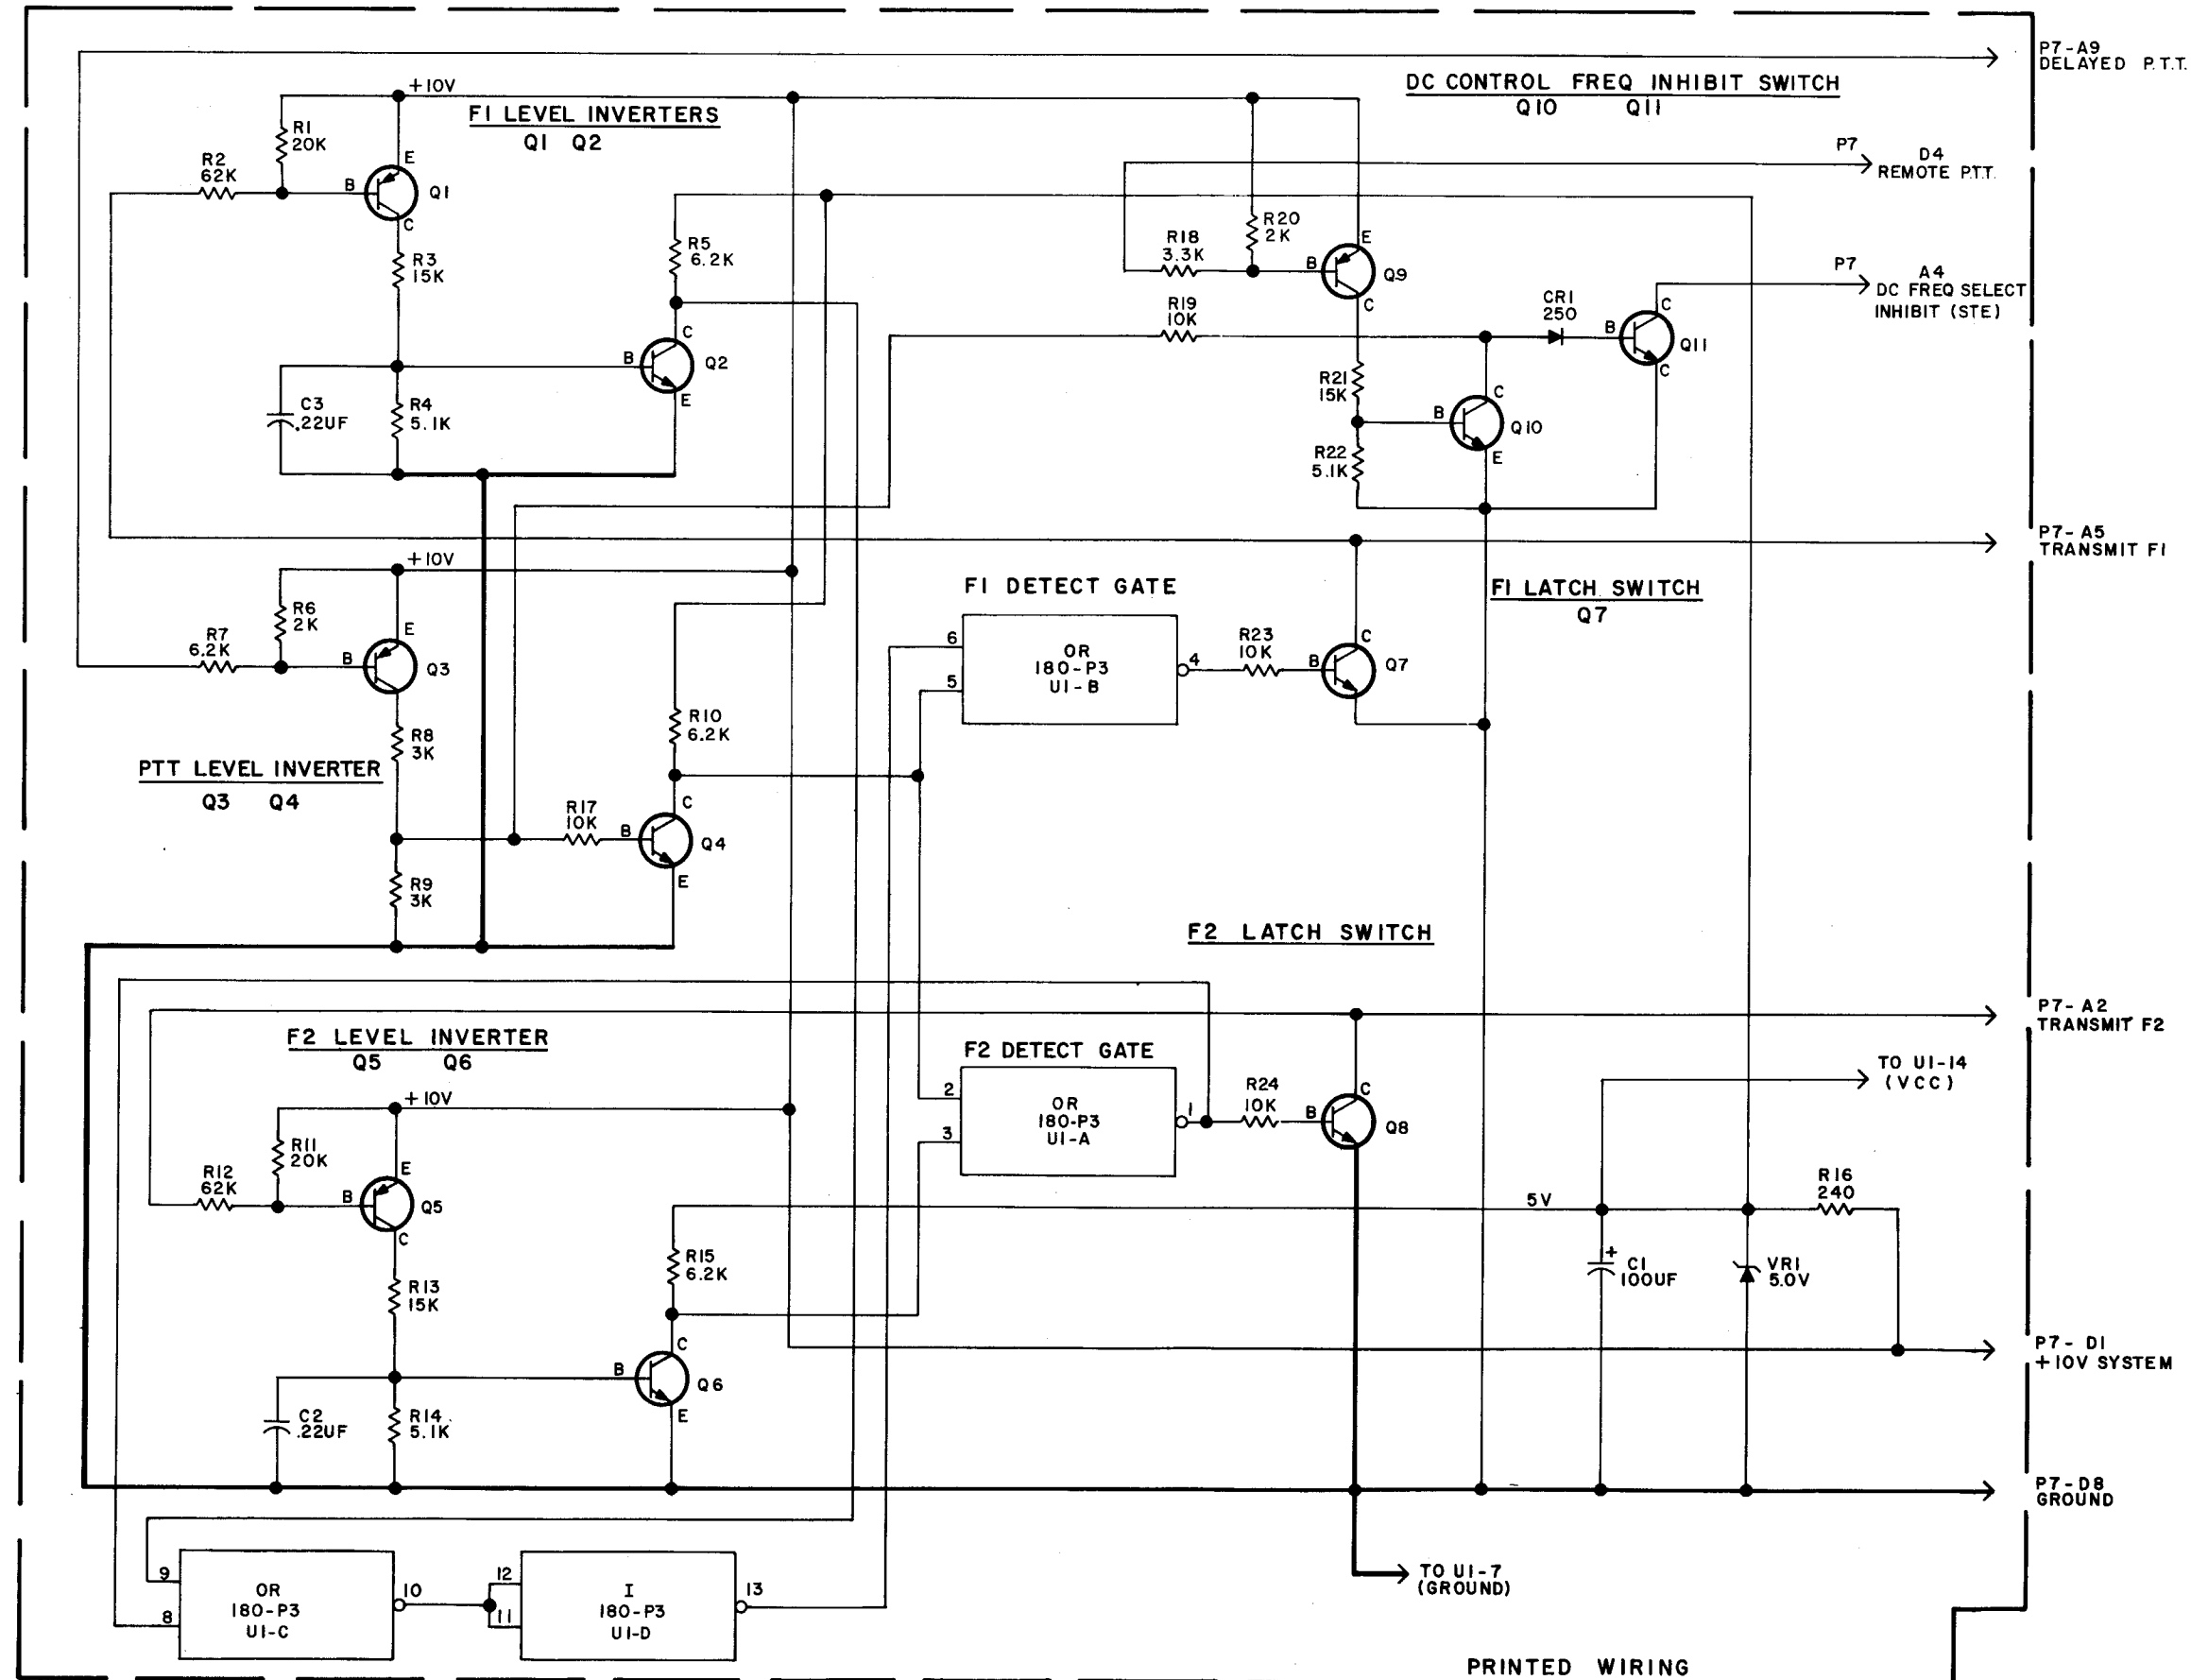 P7-A9
DELAYED P.T.T.
DC CONTROL FREQ INHIBIT SWITCH
Q10 Q11
+10V
F1 LEVEL INVERTERS
Q1 Q2
R1
20K
R2
62K
B
E
C
Q1
R3
15K
R5
6.2K
C3
.22UF
R4
5.1K
B
C
E
Q2
P7
D4
REMOTE P.T.T.
R18
3.3K
R20
2K
B
E
C
Q9
P7
A4
DC FREQ SELECT
INHIBIT (STE)
R19
10K
CR1
250
B
C
C
Q11
R21
15K
B
C
E
Q10
R22
5.1K
P7-A5
TRANSMIT F1
+10V
R6
2K
R7
6.2K
B
E
Q3
R8
3K
PTT LEVEL INVERTER
Q3 Q4
R10
6.2K
R17
10K
B
C
E
Q4
R9
3K
F1 DETECT GATE
6
5
OR
180-P3
U1-B
4
R23
10K
B
C
Q7
F1 LATCH SWITCH
Q7
F2 LATCH SWITCH
P7-A2
TRANSMIT F2
F2 LEVEL INVERTER
Q5 Q6
+10V
R11
20K
R12
62K
B
E
C
Q5
R13
15K
F2 DETECT GATE
2
3
OR
180-P3
U1-A
1
R24
10K
B
C
Q8
TO U1-14
(VCC)
R15
6.2K
5V
R16
240
+
C1
100UF
VR1
5.0V
P7-D1
+10V SYSTEM
C2
.22UF
R14
5.1K
B
C
E
Q6
P7-D8
GROUND
9
8
OR
180-P3
U1-C
10
12
11
I
180-P3
U1-D
13
TO U1-7
(GROUND)
PRINTED WIRING